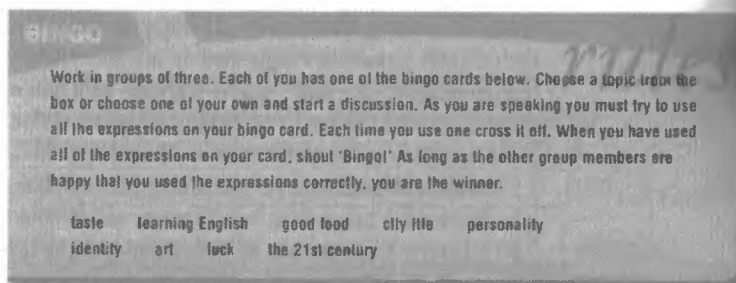 Work in groups of three. Each of you has one of the bingo cards below. Choose a topic from the
box or choose one of your own and start a discussion. As you are speaking you must try to use
all the expressions on your bingo card. Each time you use one cross it off. When you have used
all of the expressions on your card, shout 'Bingo!' As long as the other group members are
happy that you used the expressions correctly, you are the winner.
taste learning English good food city life personality
identity art luck the 21st century